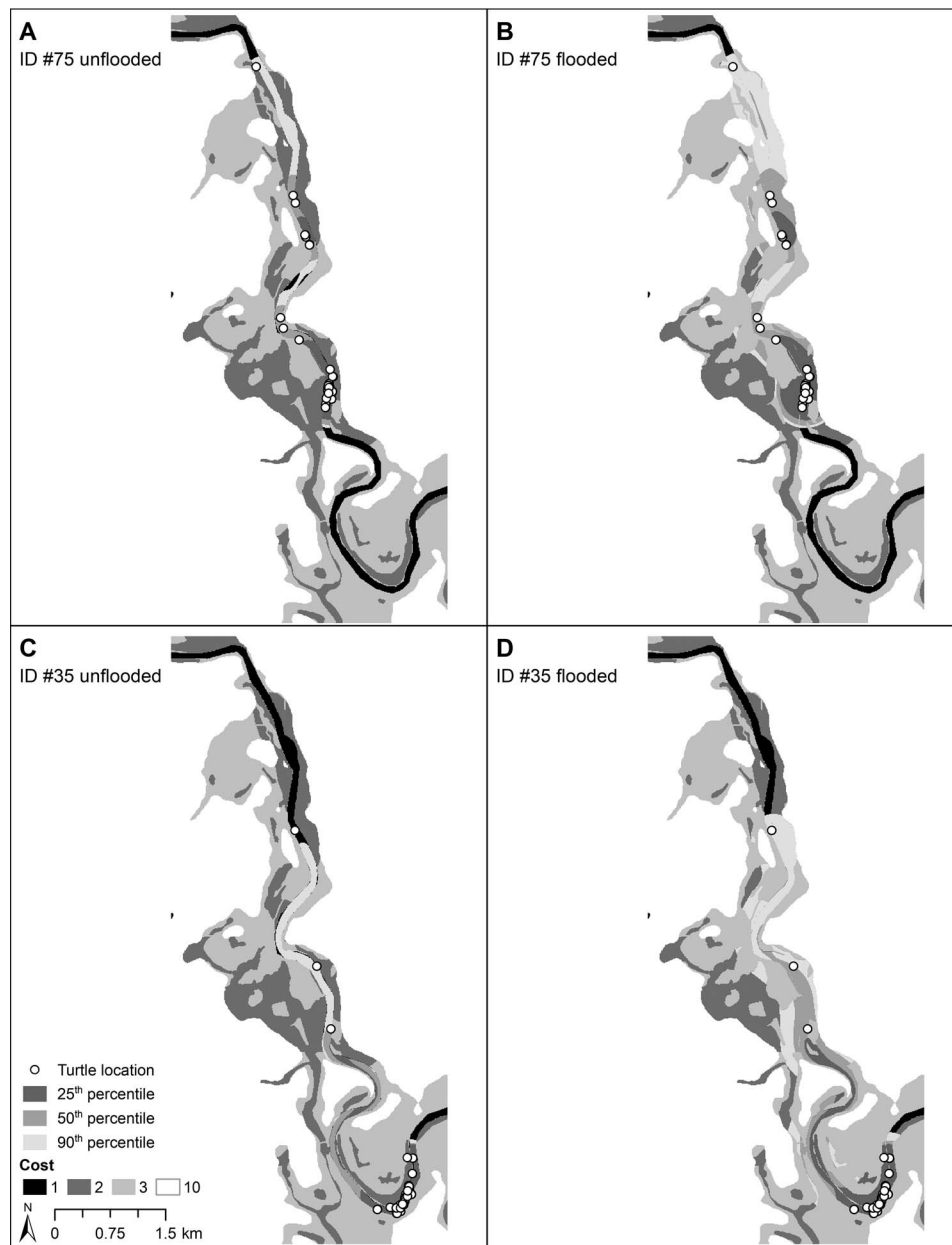 A
ID #75 unflooded
B
ID #75 flooded
C
ID #35 unflooded
D
ID #35 flooded
Turtle location
25th percentile
50th percentile
90th percentile
Cost
1 2 3 10
N
0 0.75 1.5 km